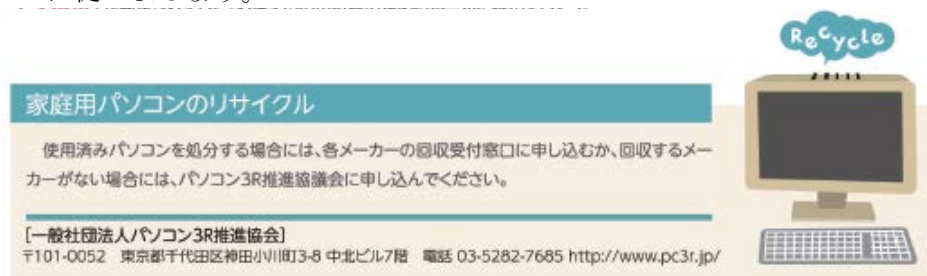 Recycle
家庭用パソコンのリサイクル
使用済みパソコンを処分する場合には、各メーカーの回収受付窓口に申し込むか、回収するメー
カーがない場合には、パソコン3R推進協議会に申し込んでください。
[一般社団法人パソコン3R推進協会]
〒101-0052 東京都千代田区神田小川町3-8 中北ビル7階 電話 03-5282-7685 http://www.pc3r.jp/